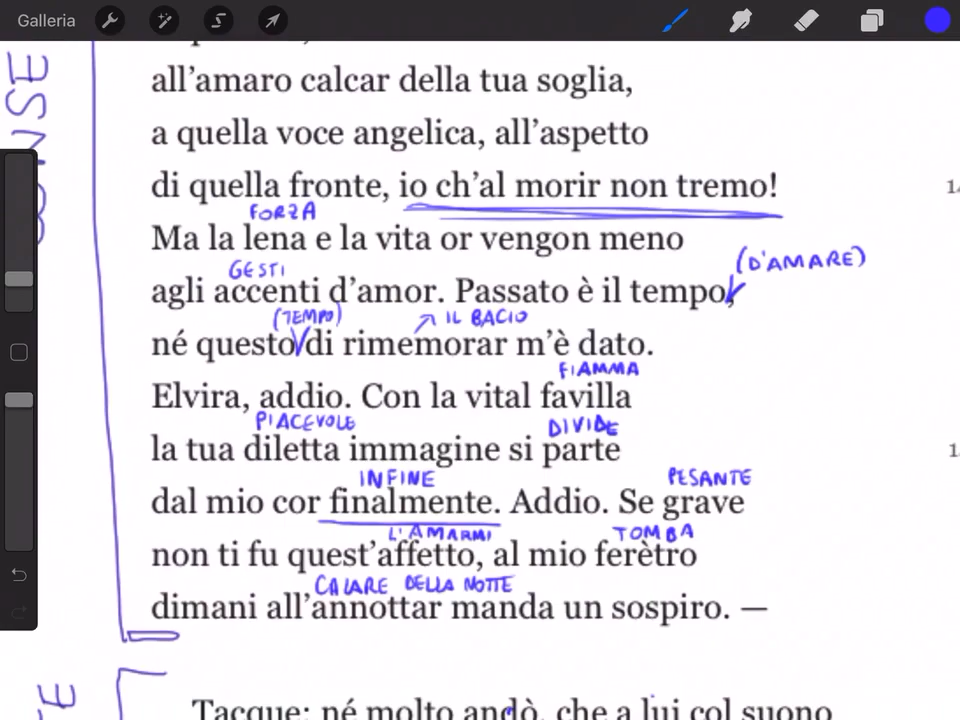 Galleria
all'amaro calcar della tua soglia,
a quella voce angelica, all'aspetto
di quella fronte, io ch'al morir non tremo!
FORZA
Ma la lena e la vita or vengon meno
GESTI
(D'AMARE)
agli accenti d'amor. Passato è il tempo,
(TEMPO) IL BACIO
né questo di rimemorar m'è dato.
FIAMMA
Elvira, addio. Con la vital favilla
PIACEVOLE DIVIDE
la tua diletta immagine si parte
INFINE PESANTE
dal mio cor finalmente. Addio. Se grave
L'AMARMI TOMBA
non ti fu quest'affetto, al mio ferètro
CALARE DELLA NOTTE
dimani all'annottar manda un sospiro. —
Tacque: né molto andò, che a lui col suono